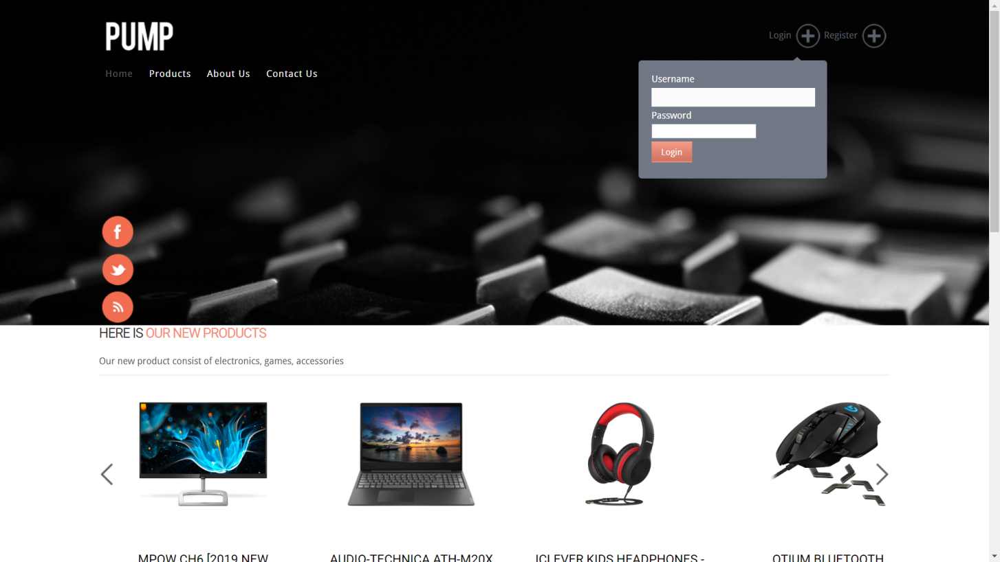 PUMP
Login Register
Home Products About Us Contact Us
Username
Password
Login
HERE IS OUR NEW PRODUCTS
Our new product consist of electronics, games, accessories
MPOW CH6 [2019 NEW
AUDIO-TECHNICA ATH-M20X
ICLEVER KIDS HEADPHONES -
OTIUM BLUETOOTH